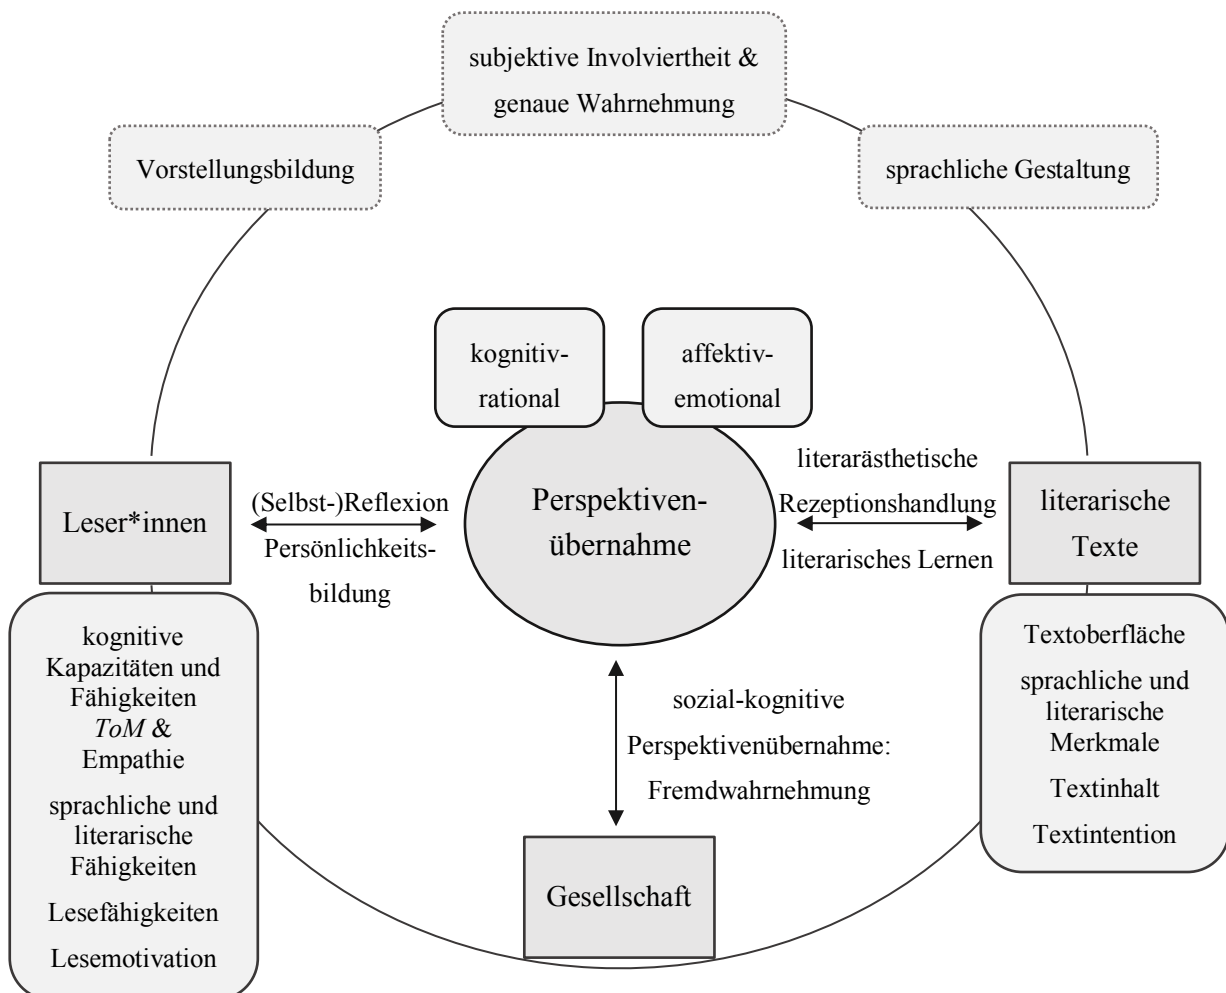 subjektive Involviertheit &
genaue Wahrnehmung
Vorstellungsbildung
sprachliche Gestaltung
kognitiv-
rational
affektiv-
emotional
Leser*innen
(Selbst-)Reflexion
Persönlichkeits-
bildung
Perspektiven-
übernahme
literarästhetische
Rezeptionshandlung
literarisches Lernen
literarische
Texte
kognitive
Kapazitäten und
Fähigkeiten
ToM &
Empathie
sprachliche und
literarische
Fähigkeiten
Lesefähigkeiten
Lesemotivation
sozial-kognitive
Perspektivenübernahme:
Fremdwahrnehmung
Gesellschaft
Textoberfläche
sprachliche und
literarische
Merkmale
Textinhalt
Textintention